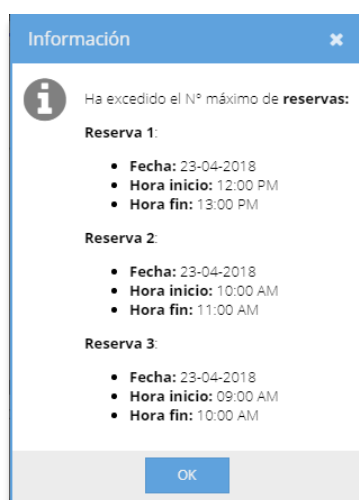 Información ×
Ha excedido el Nº máximo de reservas:
Reserva 1:
• Fecha: 23-04-2018
• Hora inicio: 12:00 PM
• Hora fin: 13:00 PM
Reserva 2:
• Fecha: 23-04-2018
• Hora inicio: 10:00 AM
• Hora fin: 11:00 AM
Reserva 3:
• Fecha: 23-04-2018
• Hora inicio: 09:00 AM
• Hora fin: 10:00 AM
OK